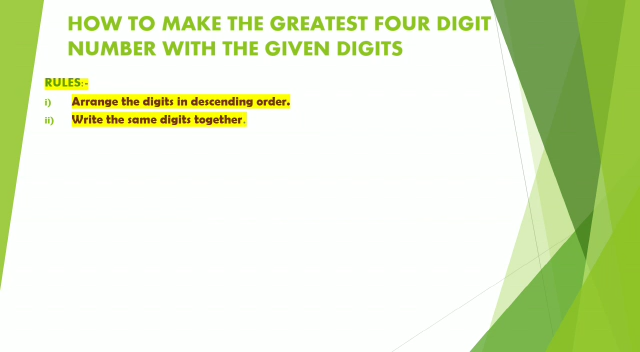 HOW TO MAKE THE GREATEST FOUR DIGIT
NUMBER WITH THE GIVEN DIGITS
RULES:-
i) Arrange the digits in descending order.
ii) Write the same digits together.